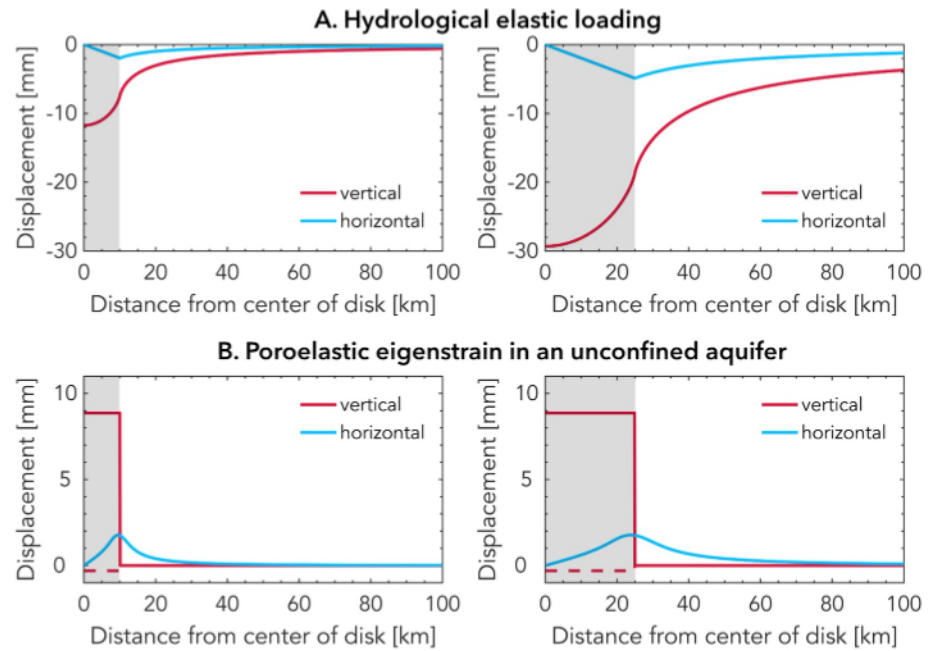 A. Hydrological elastic loading
Displacement [mm]
0
-10
-20
-30
vertical
horizontal
0 20 40 60 80 100
Distance from center of disk [km]
Displacement [mm]
0
-10
-20
-30
vertical
horizontal
0 20 40 60 80 100
Distance from center of disk [km]
B. Poroelastic eigenstrain in an unconfined aquifer
Displacement [mm]
10
5
0
vertical
horizontal
0 20 40 60 80 100
Distance from center of disk [km]
Displacement [mm]
10
5
0
vertical
horizontal
0 20 40 60 80 100
Distance from center of disk [km]